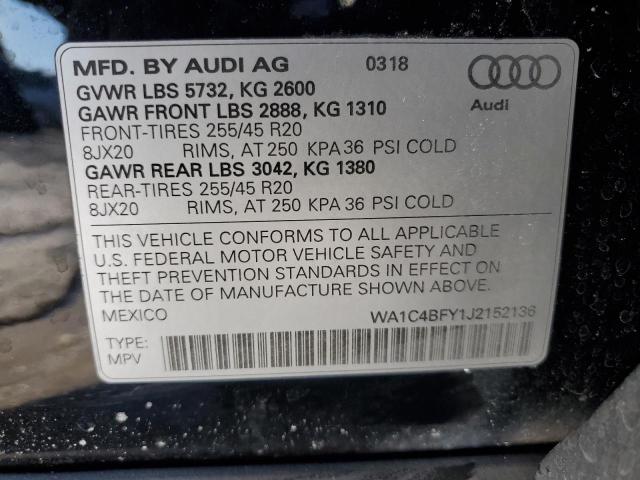 MFD. BY AUDI AG 0318
GVWR LBS 5732, KG 2600
GAWR FRONT LBS 2888, KG 1310
FRONT-TIRES 255/45 R20
8JX20 RIMS, AT 250 KPA 36 PSI COLD
GAWR REAR LBS 3042, KG 1380
REAR-TIRES 255/45 R20
8JX20 RIMS, AT 250 KPA 36 PSI COLD
Audi
THIS VEHICLE CONFORMS TO ALL APPLICABLE
U.S. FEDERAL MOTOR VEHICLE SAFETY AND
THEFT PREVENTION STANDARDS IN EFFECT ON
THE DATE OF MANUFACTURE SHOWN ABOVE.
MEXICO WA1C4BFY1J2152136
TYPE:
MPV